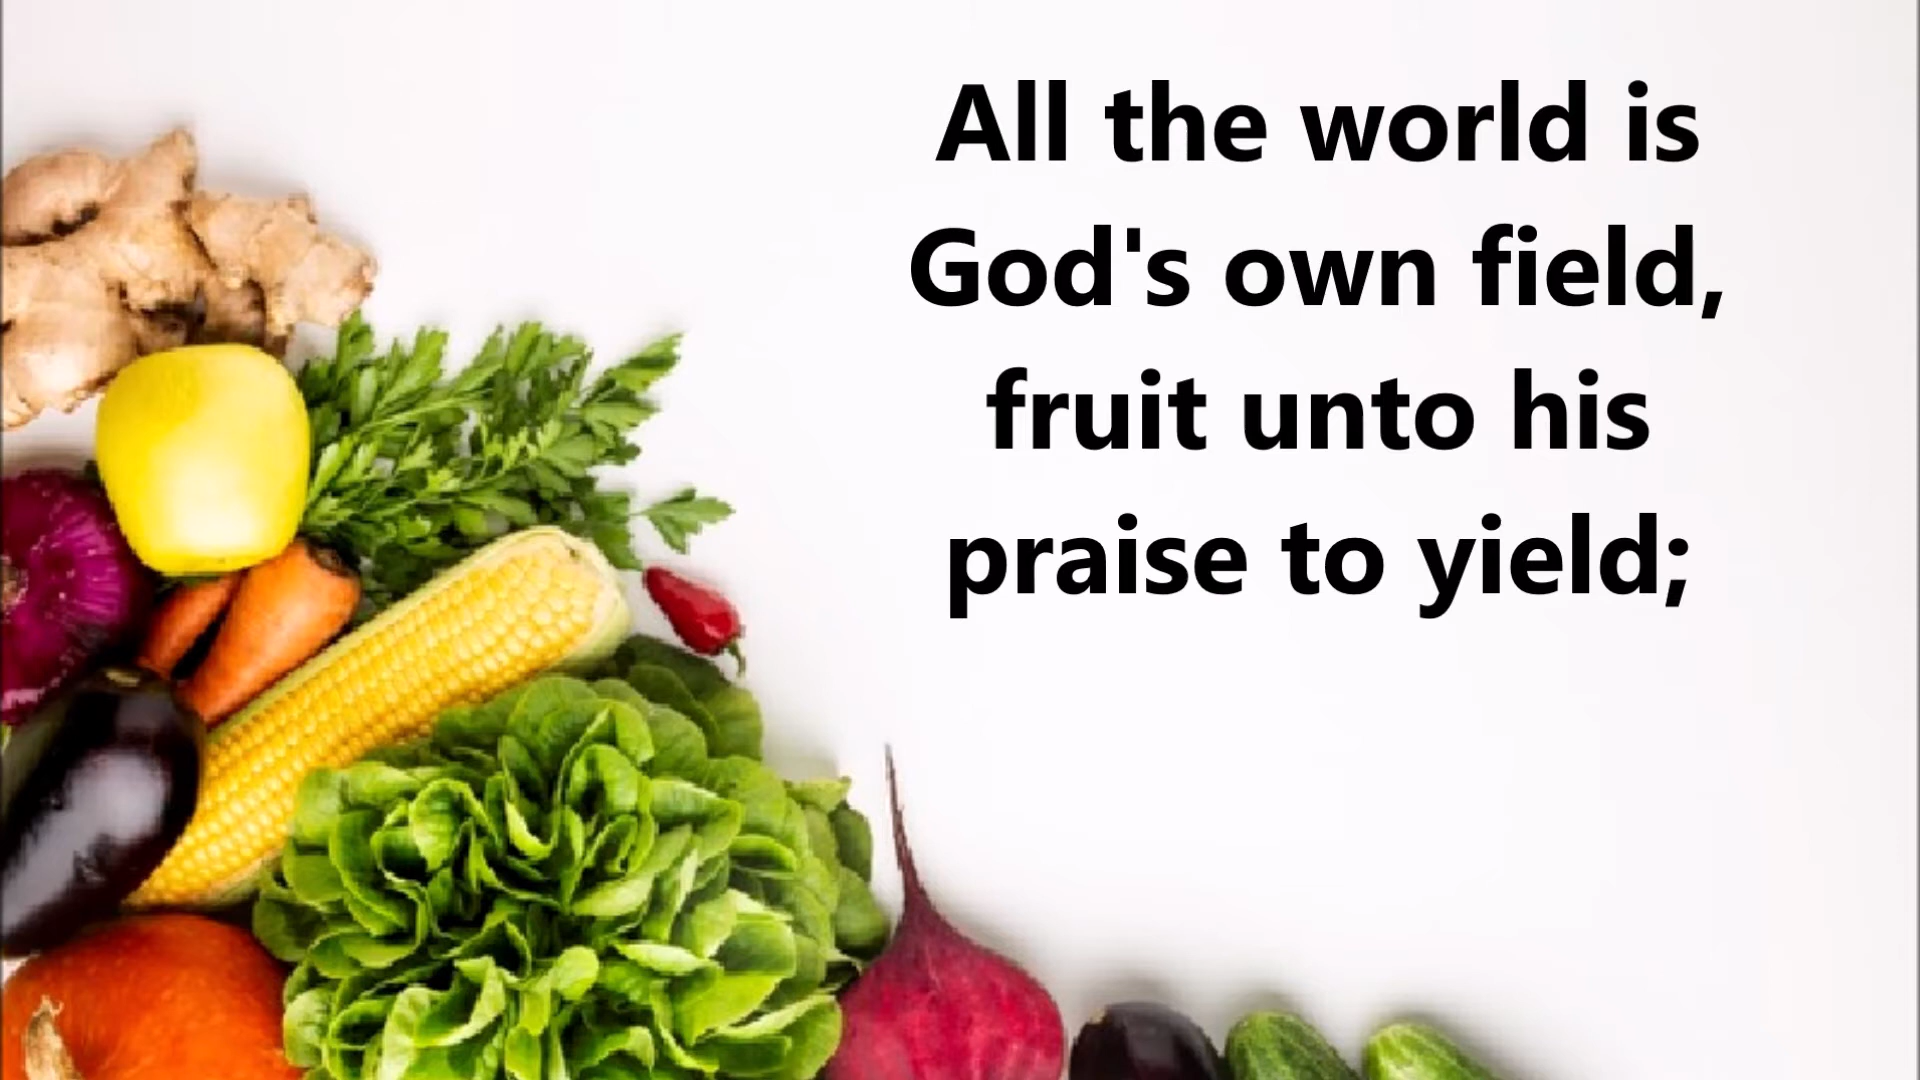 All the world is
God's own field,
fruit unto his
praise to yield;